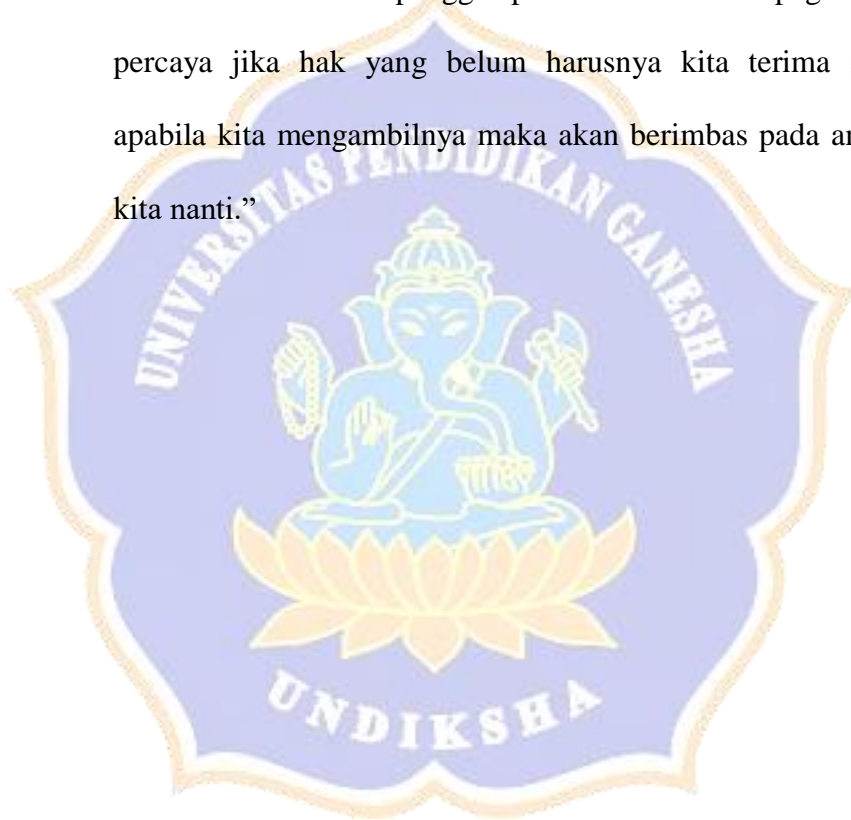 percaya jika hak yang belum harusnya kita terima
apabila kita mengambilnya maka akan berimbas pada
kita nanti.”
UNIVERSITAS PENDIDIKAN GANESHA
UNDIKSHA